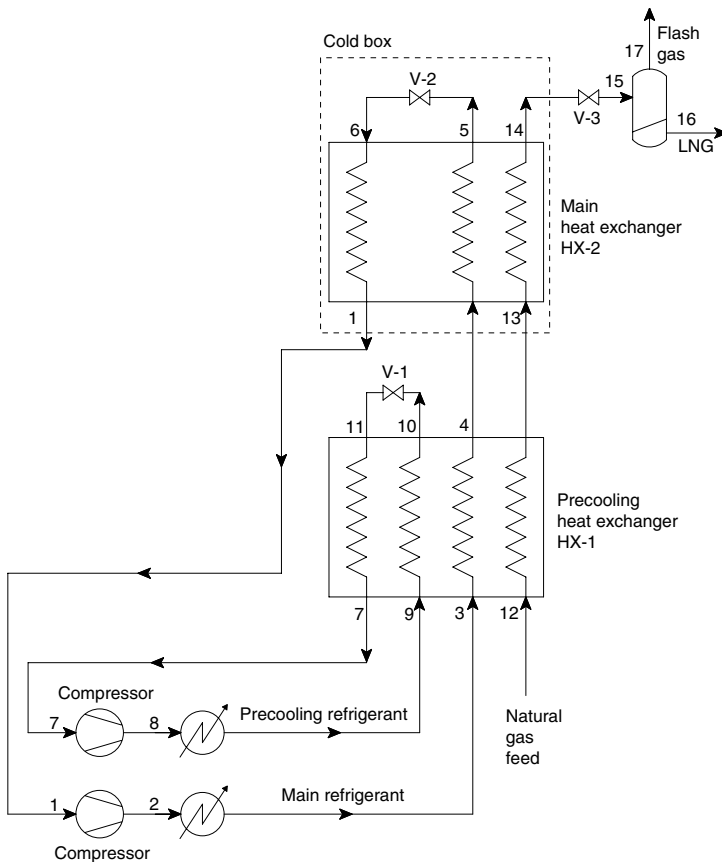 17
Flash
gas
Cold box
V-2
15
16
LNG
V-3
6
5
14
Main
heat exchanger
HX-2
1
13
V-1
11
10
4
Precooling
heat exchanger
HX-1
7
9
3
12
Compressor
7
8
Precooling refrigerant
Natural
gas
feed
1
2
Main refrigerant
Compressor